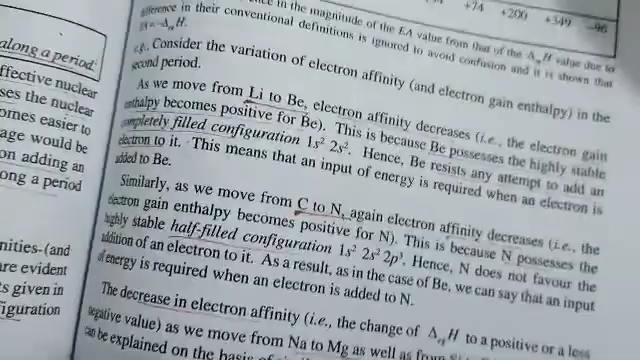 +74 +200 +349 -96
in the magnitude of the EA value from that of the ΔegH value due to
difference in their conventional definitions is ignored to avoid confusion and it is shown that
e.g., Consider the variation of electron affinity (and electron gain enthalpy) in the
second period.
As we move from Li to Be, electron affinity decreases (i.e., the electron gain
enthalpy becomes positive for Be). This is because Be possesses the highly stable
completely filled configuration 1s² 2s². Hence, Be resists any attempt to add an
electron to it. This means that an input of energy is required when an electron is
added to Be.
Similarly, as we move from C to N, again electron affinity decreases (i.e., the
electron gain enthalpy becomes positive for N). This is because N possesses the
highly stable half-filled configuration 1s² 2s² 2p³. Hence, N does not favour the
addition of an electron to it. As a result, as in the case of Be, we can say that an input
of energy is required when an electron is added to N.
The decrease in electron affinity (i.e., the change of ΔegH to a positive or a less
negative value) as we move from Na to Mg as well as from
can be explained on the basis of
along a period:
effective nuclear
ses the nuclear
omes easier to
age would be
on adding an
ong a period
nities-(and
are evident
ts given in
figuration